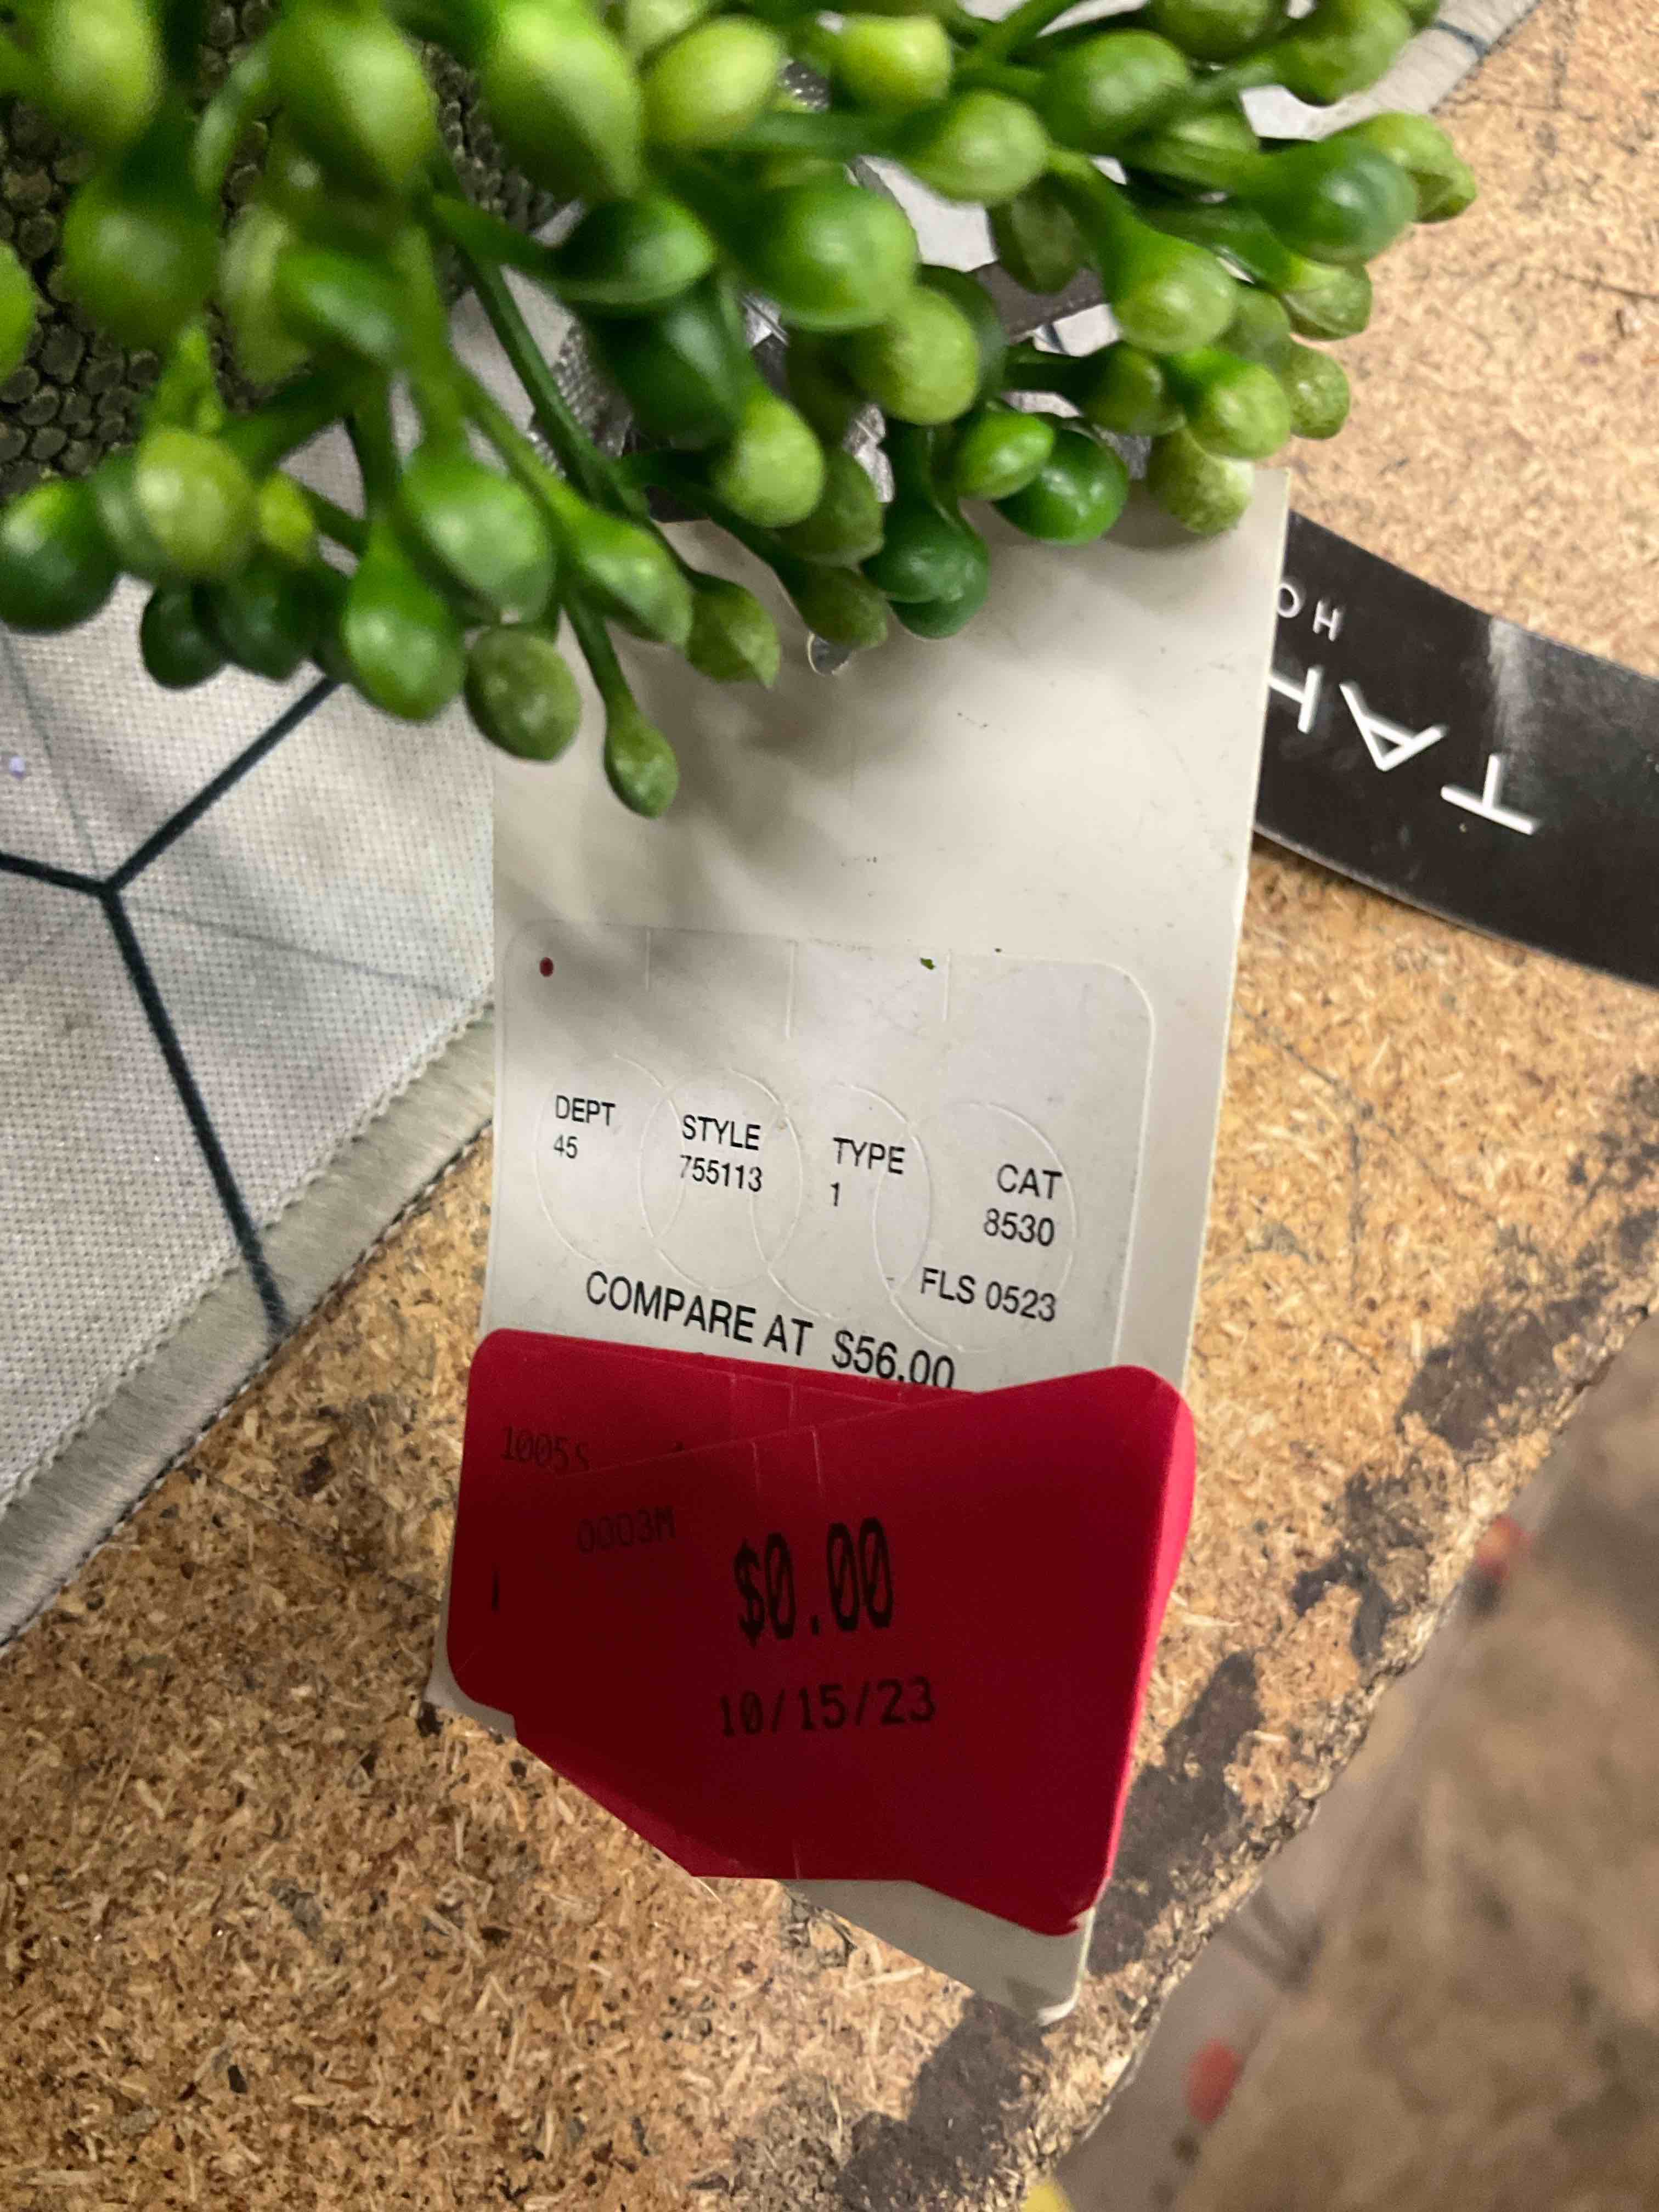 HO
TAH
DEPT STYLE TYPE CAT
45 755113 1 8530
FLS 0523
COMPARE AT $56.00
1005S
0003M
$0.00
10/15/23